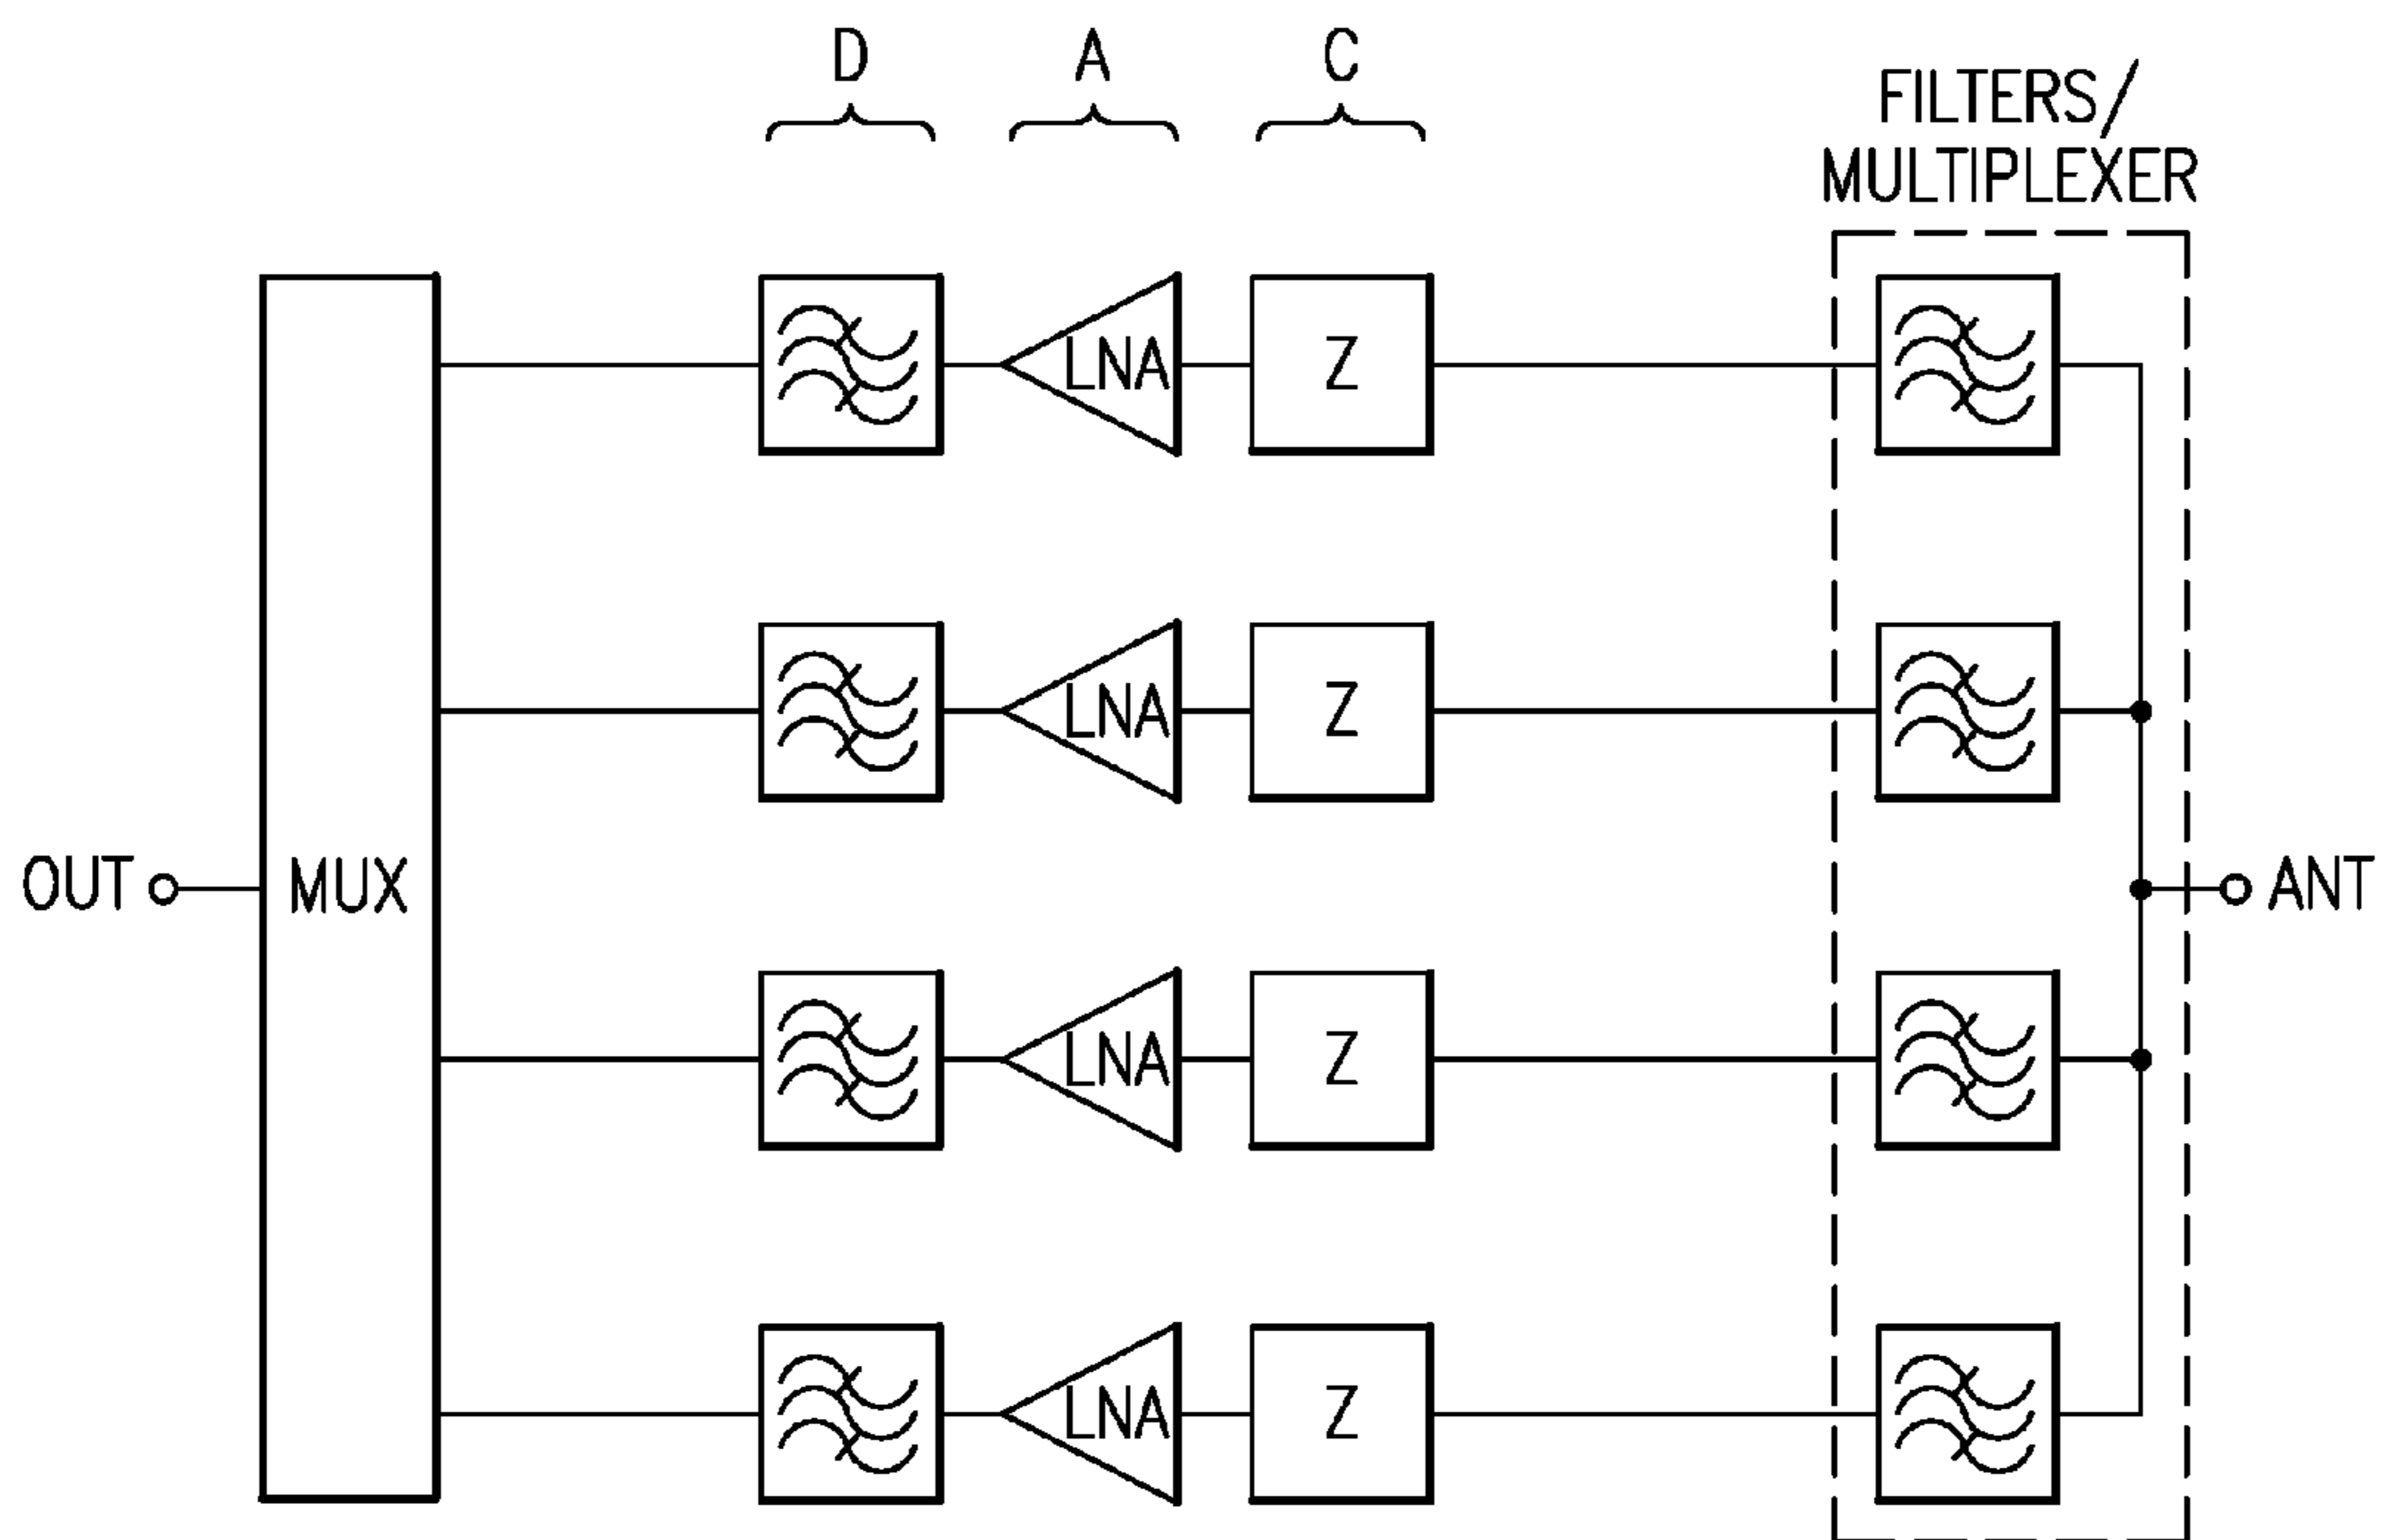 D
A
C
FILTERS/
MULTIPLEXER
LNA
Z
LNA
Z
OUT
MUX
ANT
LNA
Z
LNA
Z